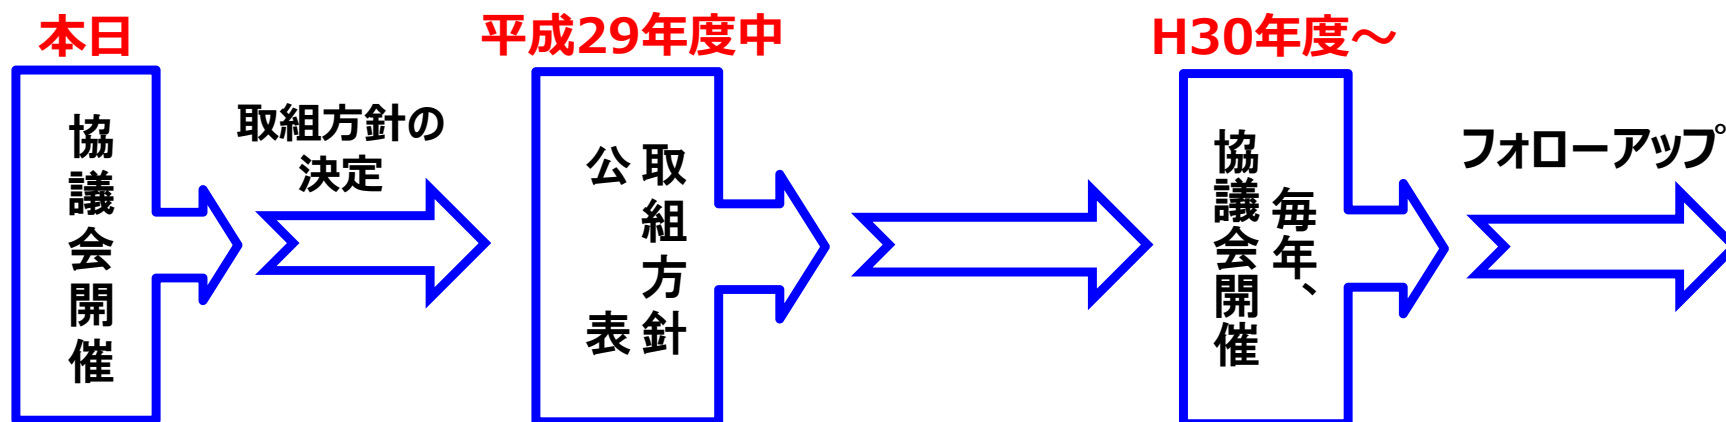 本日
協議会開催
取組方針の
決定
平成29年度中
取組方針
公表
H30年度～
毎年、
協議会開催
フォローアップ